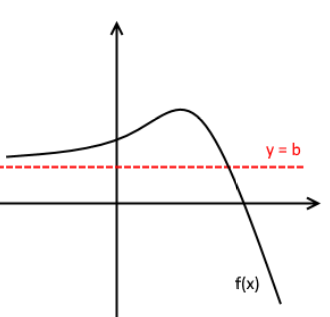 y = b
f(x)